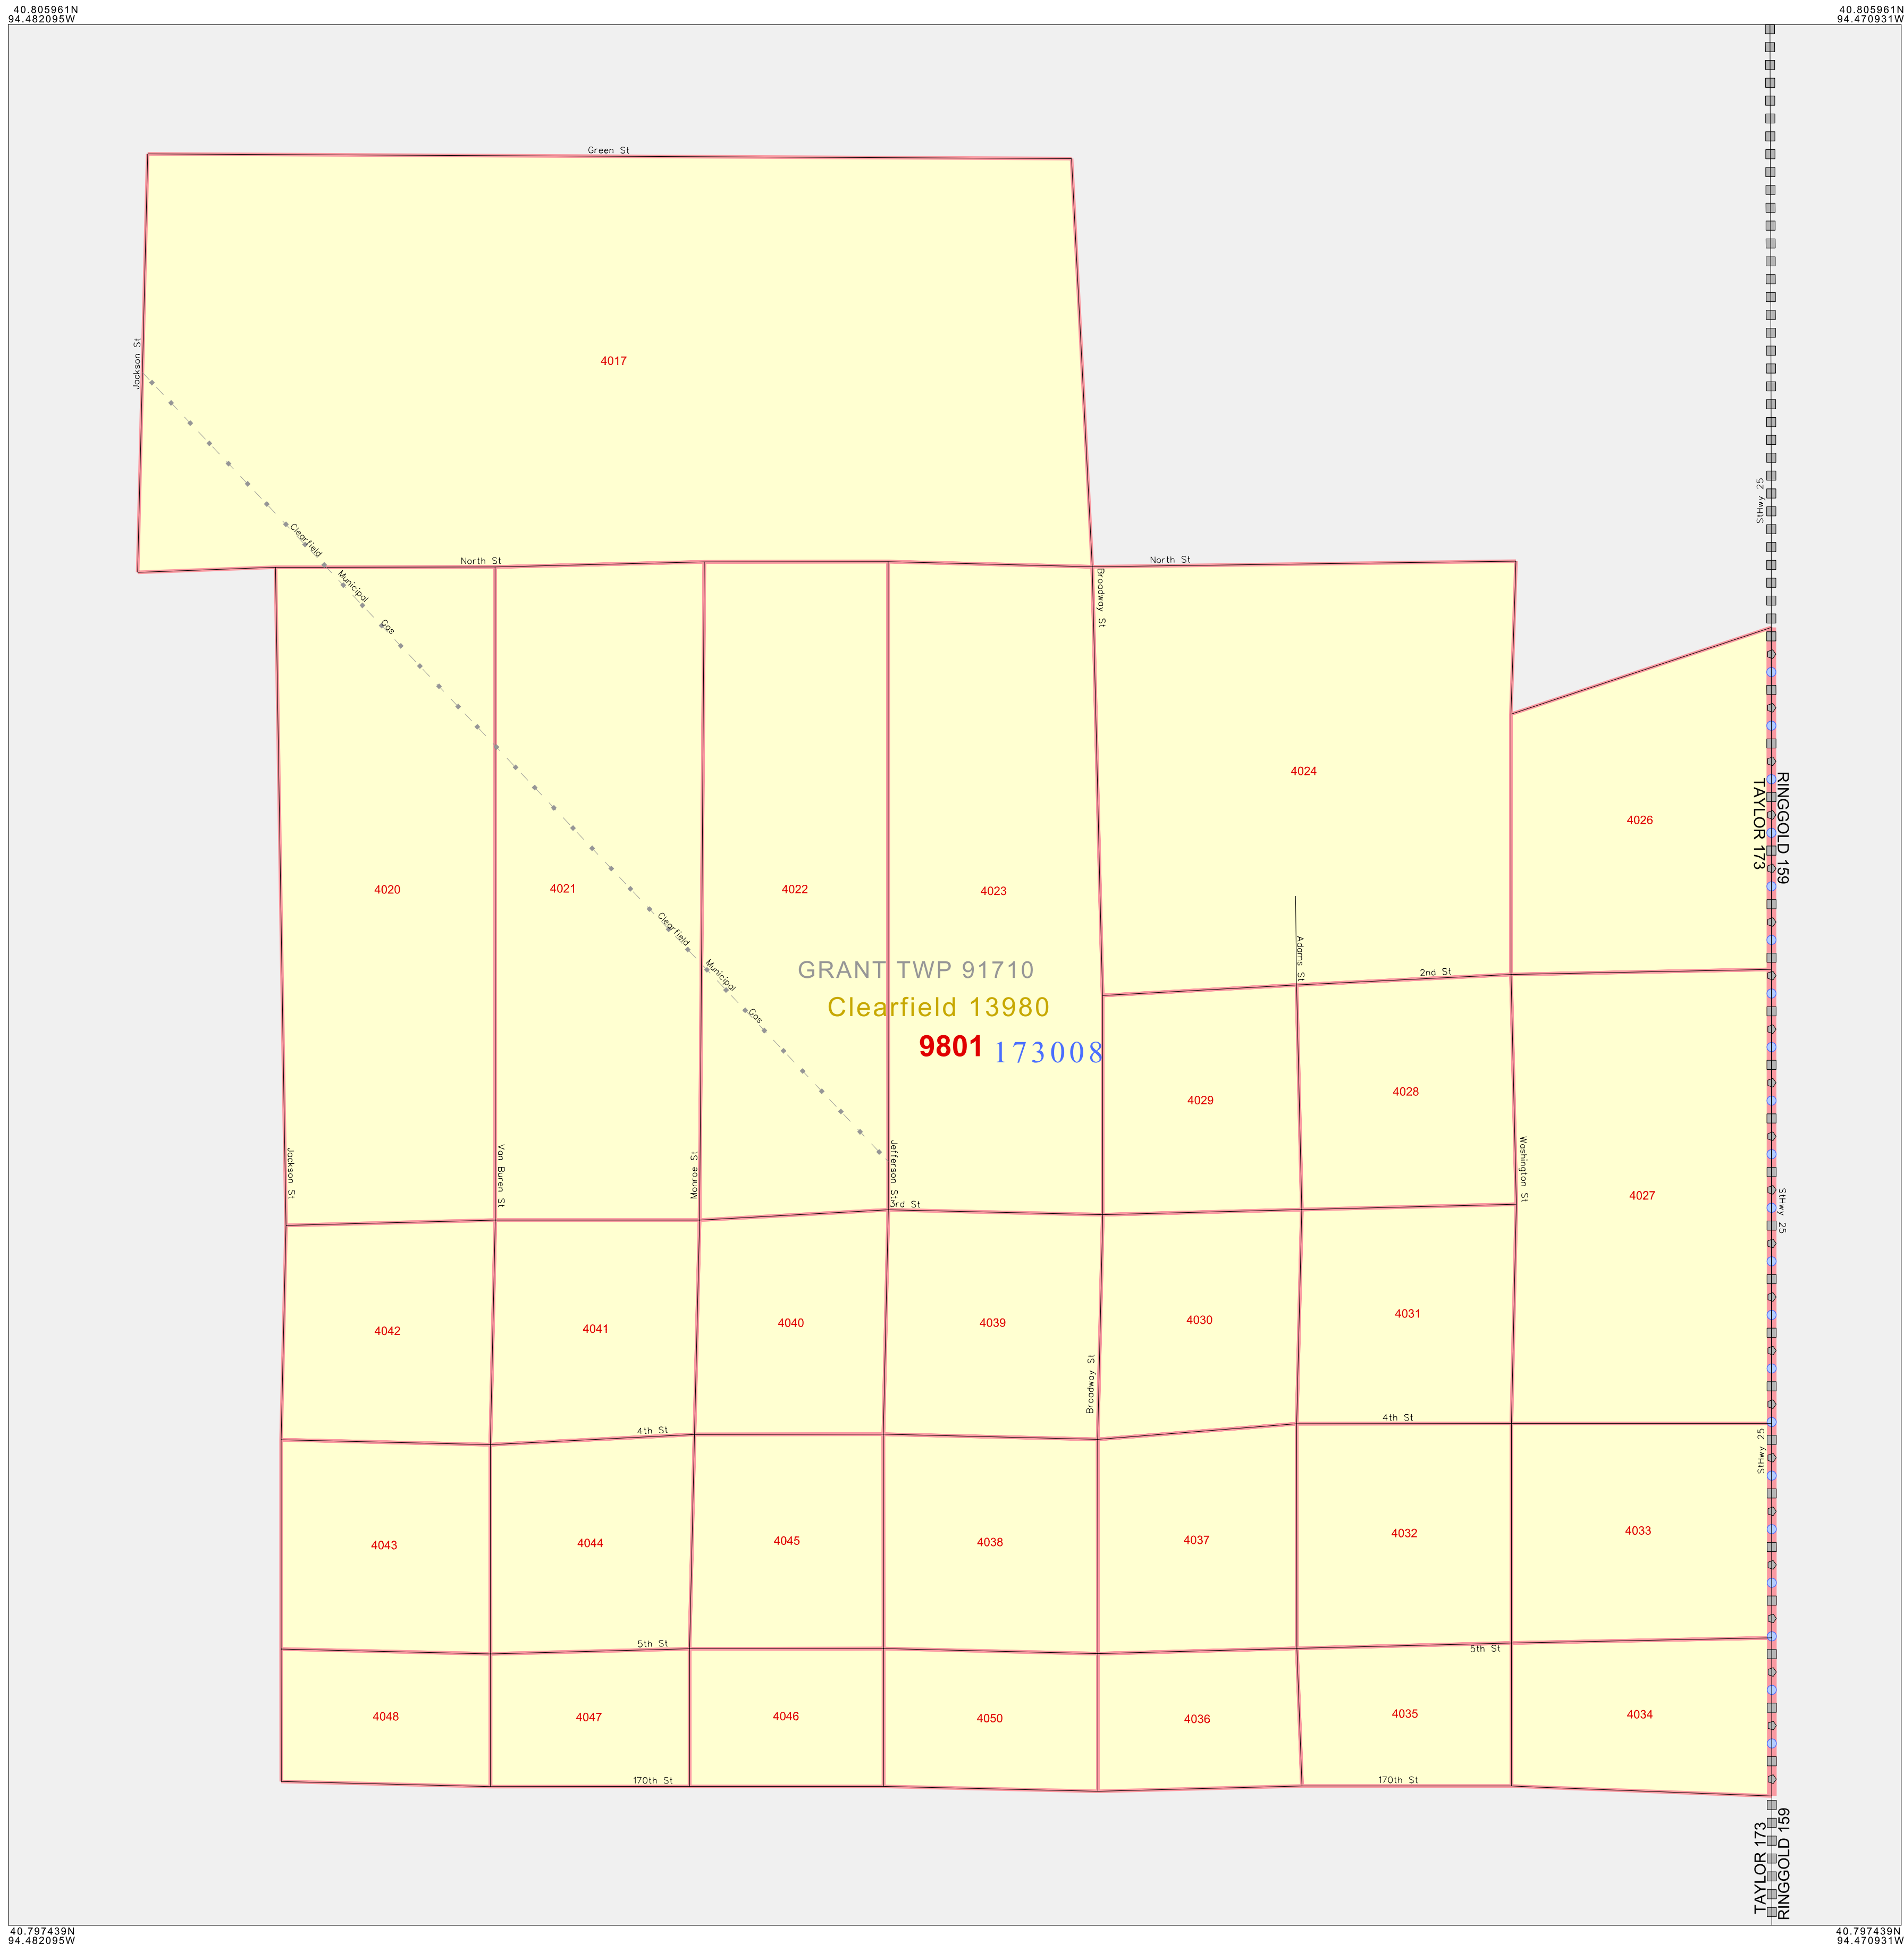 40.805961N
94.482095W
40.805961N
94.470931W
Green St
Jackson St
4017
StHwy 25
Clearfield
Municipal
Gas
North St
North St
Broadway St
4024
4026
TAYLOR 173
RINGGOLD 159
4020
4021
4022
4023
Clearfield
Municipal
Gas
Adams St
2nd St
GRANT TWP 91710
Clearfield 13980
9801
173008
4029
4028
Jackson St
Van Buren St
Monroe St
Jefferson St
3rd St
Washington St
4027
StHwy 25
4042
4041
4040
4039
4030
4031
Broadway St
4th St
4th St
StHwy 25
4043
4044
4045
4038
4037
4032
4033
5th St
5th St
4048
4047
4046
4050
4036
4035
4034
170th St
170th St
TAYLOR 173
RINGGOLD 159
40.797439N
94.482095W
40.797439N
94.470931W